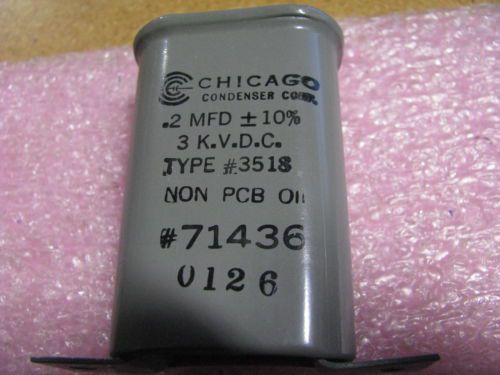 CHICAGO
CONDENSER CORP.
.2 MFD ± 10%
3 K.V.D.C.
TYPE #3518
NON PCB OIL
#71436
0126